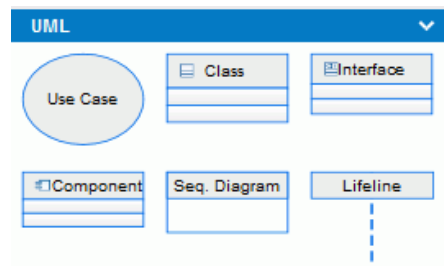 UML
Use Case
Class
Interface
Component
Seq. Diagram
Lifeline